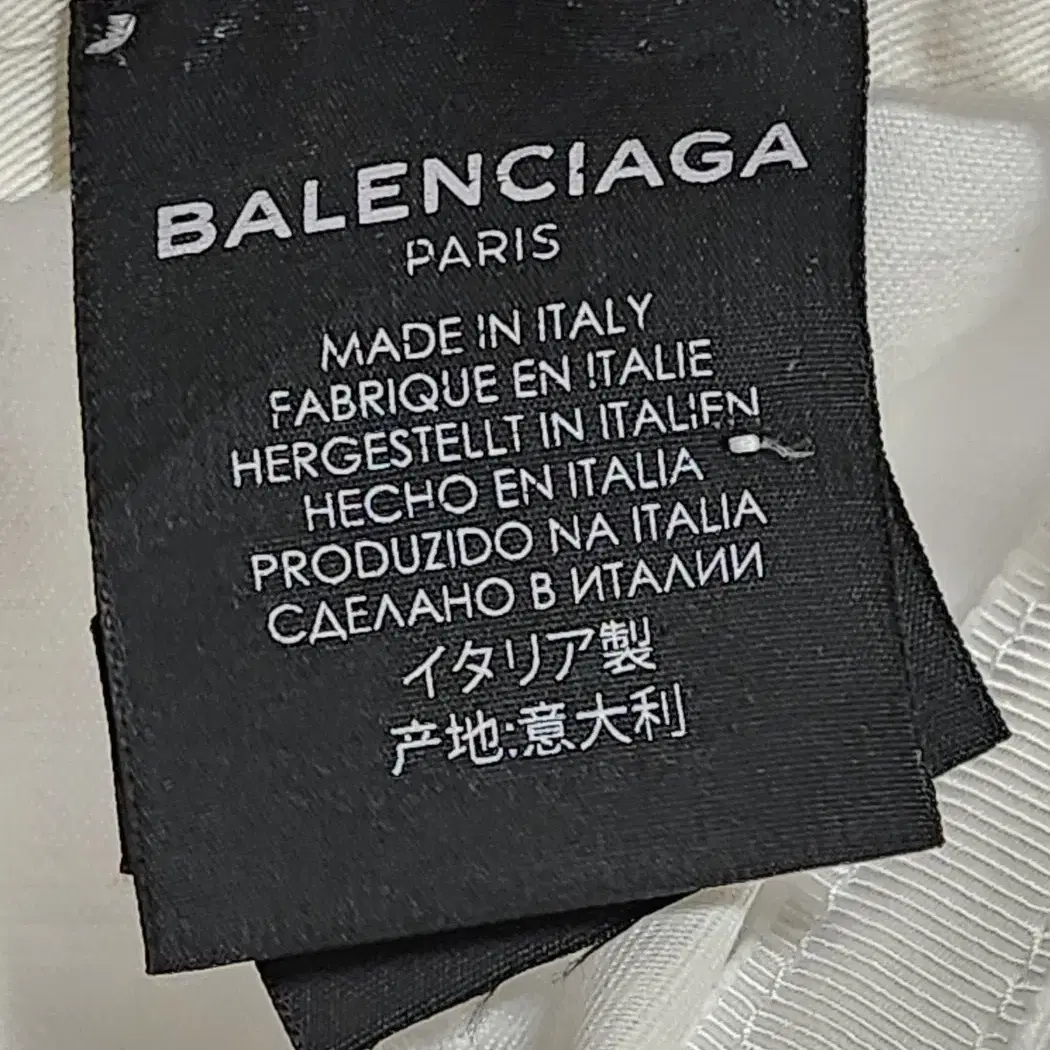 BALENCIAGA
PARIS
MADE IN ITALY
FABRIQUE EN ITALIE
HERGESTELLT IN ITALIEN
HECHO EN ITALIA
PRODUZIDO NA ITALIA
СДЕЛАНО В ИТАЛИИ
イタリア製
产地:意大利